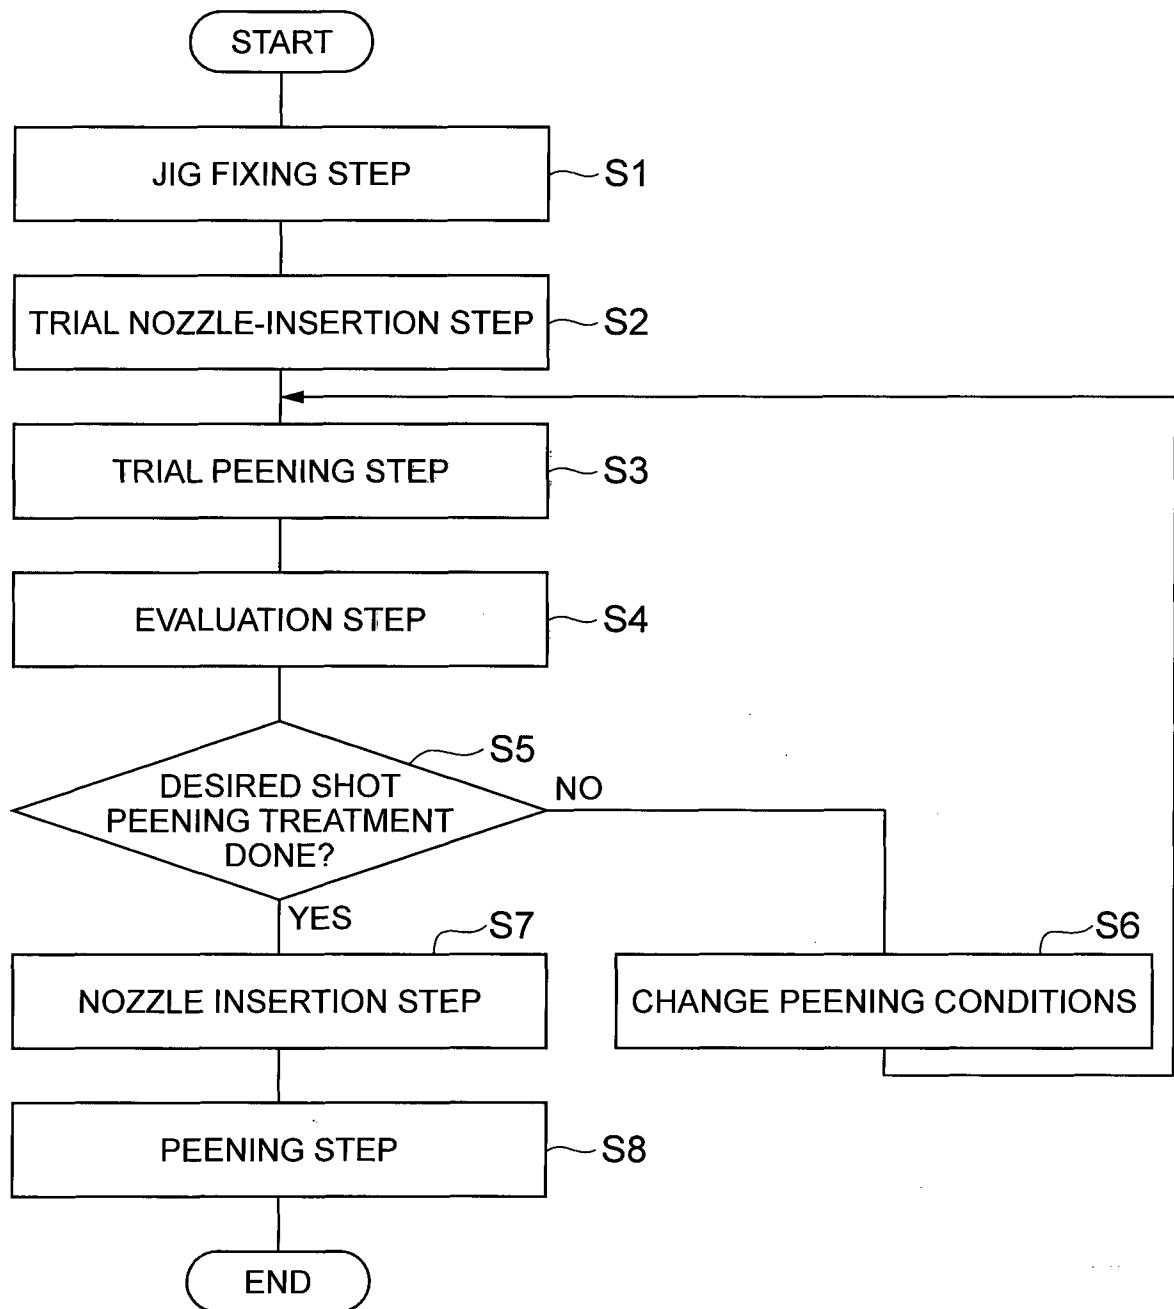 START
JIG FIXING STEP
S1
TRIAL NOZZLE-INSERTION STEP
S2
TRIAL PEENING STEP
S3
EVALUATION STEP
S4
S5
DESIRED SHOT
PEENING TREATMENT
DONE?
NO
YES
S7
NOZZLE INSERTION STEP
S6
CHANGE PEENING CONDITIONS
PEENING STEP
S8
END